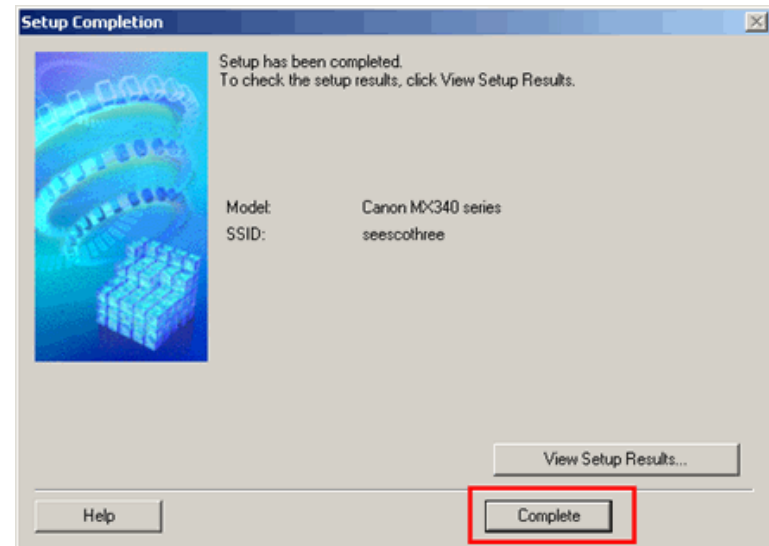 Setup Completion
Setup has been completed.
To check the setup results, click View Setup Results.
Model: Canon MX340 series
SSID: seescothree
View Setup Results...
Help Complete